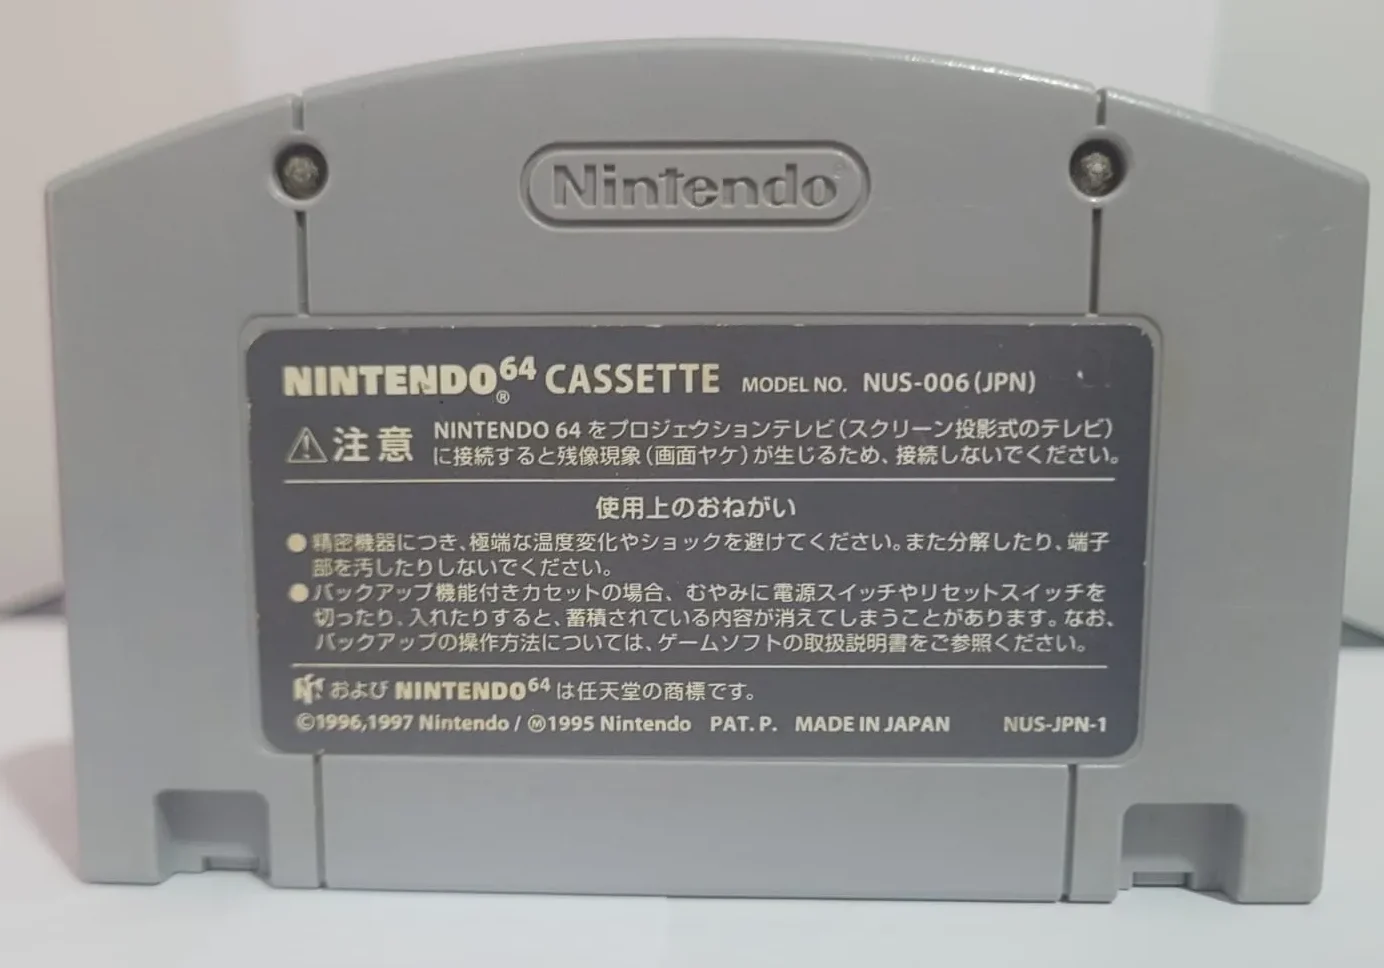 Nintendo
NINTENDO⁶⁴® CASSETTE MODEL NO. NUS-006(JPN)
⚠注意 NINTENDO 64 をプロジェクションテレビ(スクリーン投影式のテレビ)
に接続すると残像現象(画面ヤケ)が生じるため、接続しないでください。
使用上のおねがい
●精密機器につき、極端な温度変化やショックを避けてください。また分解したり、端子
部を汚したりしないでください。
●バックアップ機能付きカセットの場合、むやみに電源スイッチやリセットスイッチを
切ったり、入れたりすると、蓄積されている内容が消えてしまうことがあります。なお、
バックアップの操作方法については、ゲームソフトの取扱説明書をご参照ください。
および NINTENDO⁶⁴ は任天堂の商標です。
©1996,1997 Nintendo / Ⓜ1995 Nintendo PAT. P. MADE IN JAPAN NUS-JPN-1